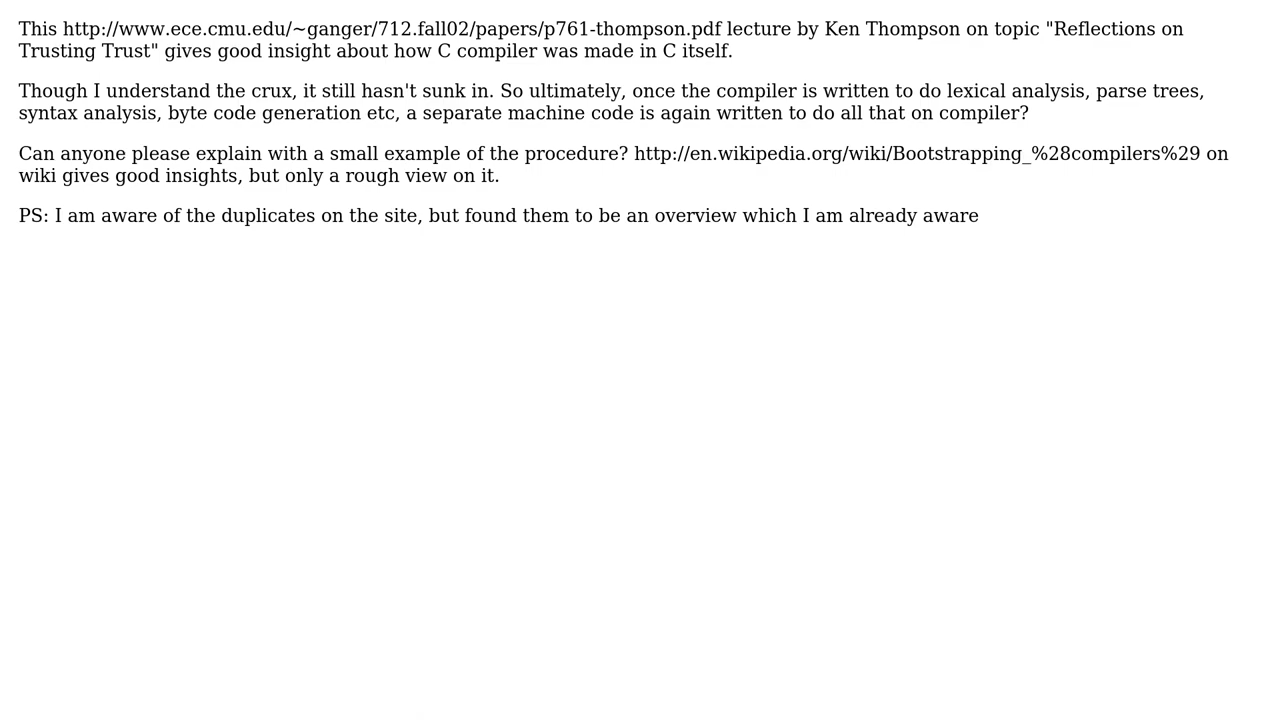 This http://www.ece.cmu.edu/~ganger/712.fall02/papers/p761-thompson.pdf lecture by Ken Thompson on topic "Reflections on
Trusting Trust" gives good insight about how C compiler was made in C itself.
Though I understand the crux, it still hasn't sunk in. So ultimately, once the compiler is written to do lexical analysis, parse trees,
syntax analysis, byte code generation etc, a separate machine code is again written to do all that on compiler?
Can anyone please explain with a small example of the procedure? http://en.wikipedia.org/wiki/Bootstrapping_%28compilers%29 on
wiki gives good insights, but only a rough view on it.
PS: I am aware of the duplicates on the site, but found them to be an overview which I am already aware